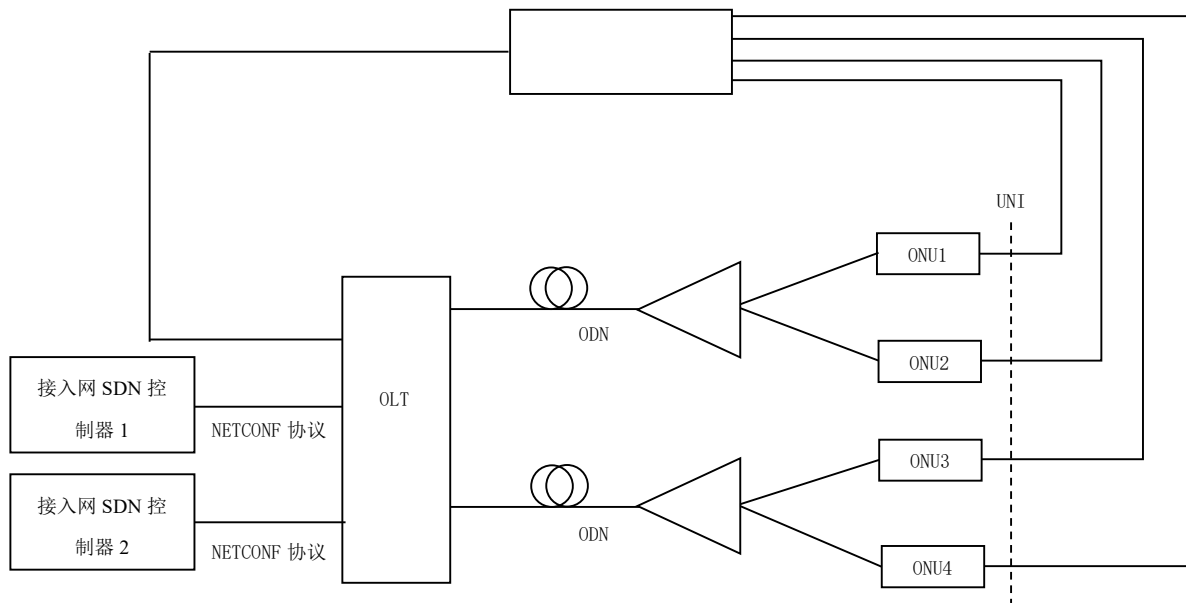 UNI
ONU1
ODN
ONU2
接入网 SDN 控
制器 1
NETCONF 协议
OLT
ONU3
接入网 SDN 控
制器 2
NETCONF 协议
ODN
ONU4